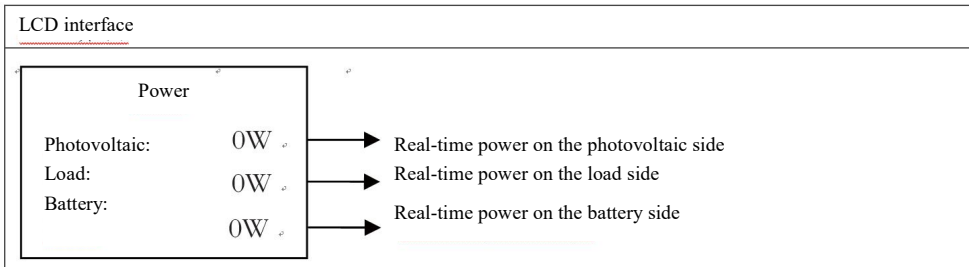 LCD interface
Power
Photovoltaic: 0W Real-time power on the photovoltaic side
Load: 0W Real-time power on the load side
Battery: 0W Real-time power on the battery side